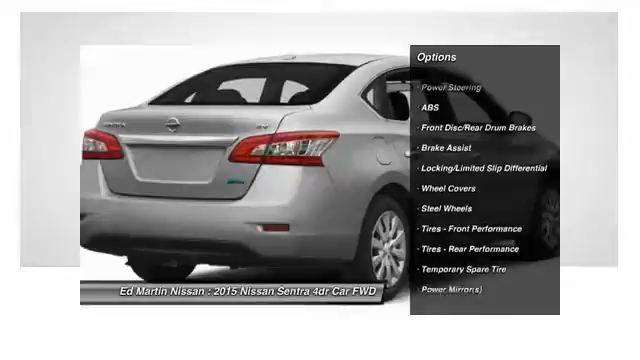 Options
Power Steering
ABS
Front Disc/Rear Drum Brakes
Brake Assist
Locking/Limited Slip Differential
Wheel Covers
Steel Wheels
Tires - Front Performance
Tires - Rear Performance
Temporary Spare Tire
Power Mirror(s)
SV
Ed Martin Nissan : 2015 Nissan Sentra 4dr Car FWD